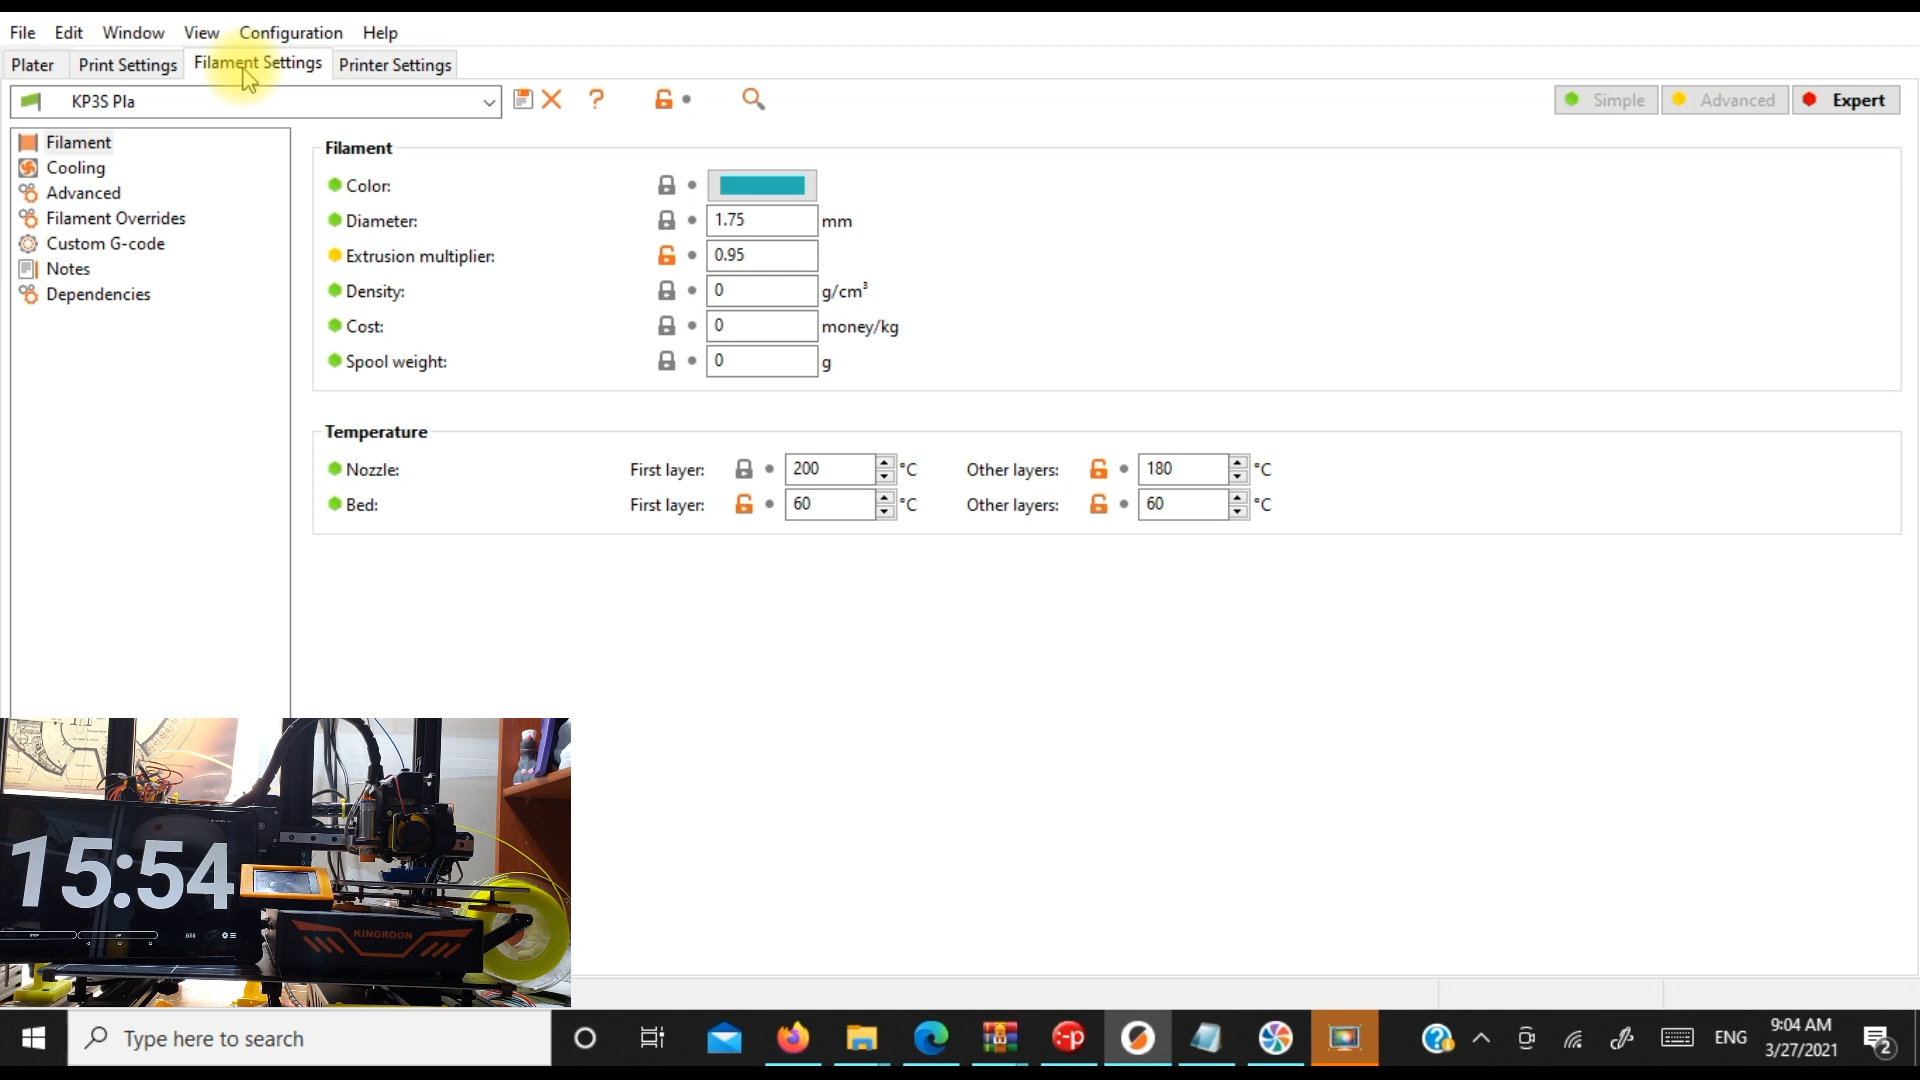 File Edit Window View Configuration Help
Plater Print Settings Filament Settings Printer Settings
KP3S Pla ? Simple Advanced Expert
Filament
Cooling
Advanced
Filament Overrides
Custom G-code
Notes
Dependencies
Filament
Color:
Diameter: 1.75 mm
Extrusion multiplier: 0.95
Density: 0 g/cm³
Cost: 0 money/kg
Spool weight: 0 g
Temperature
Nozzle: First layer: 200 °C Other layers: 180 °C
Bed: First layer: 60 °C Other layers: 60 °C
15:54
KINGROON
Type here to search
:-p
?
ENG
9:04 AM
3/27/2021
2